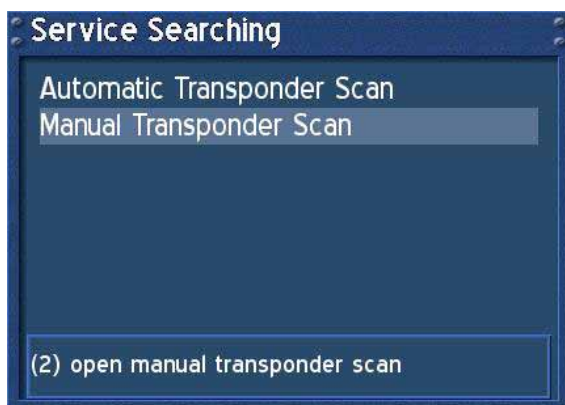 Service Searching
Automatic Transponder Scan
Manual Transponder Scan
(2) open manual transponder scan